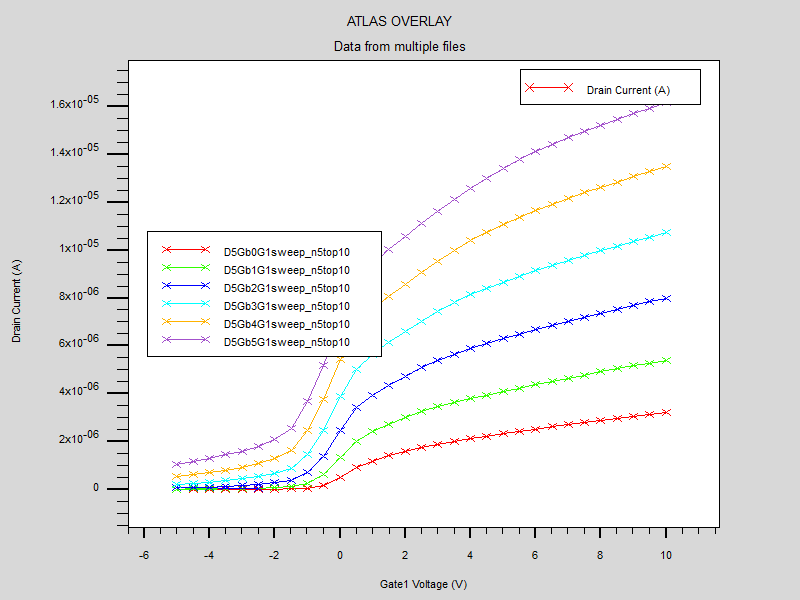 ATLAS OVERLAY
Data from multiple files
Drain Current (A)
1.6x10-05
1.4x10-05
1.2x10-05
1x10-05
8x10-06
6x10-06
4x10-06
2x10-06
0
Drain Current (A)
D5Gb0G1sweep_n5top10
D5Gb1G1sweep_n5top10
D5Gb2G1sweep_n5top10
D5Gb3G1sweep_n5top10
D5Gb4G1sweep_n5top10
D5Gb5G1sweep_n5top10
-6 -4 -2 0 2 4 6 8 10
Gate1 Voltage (V)